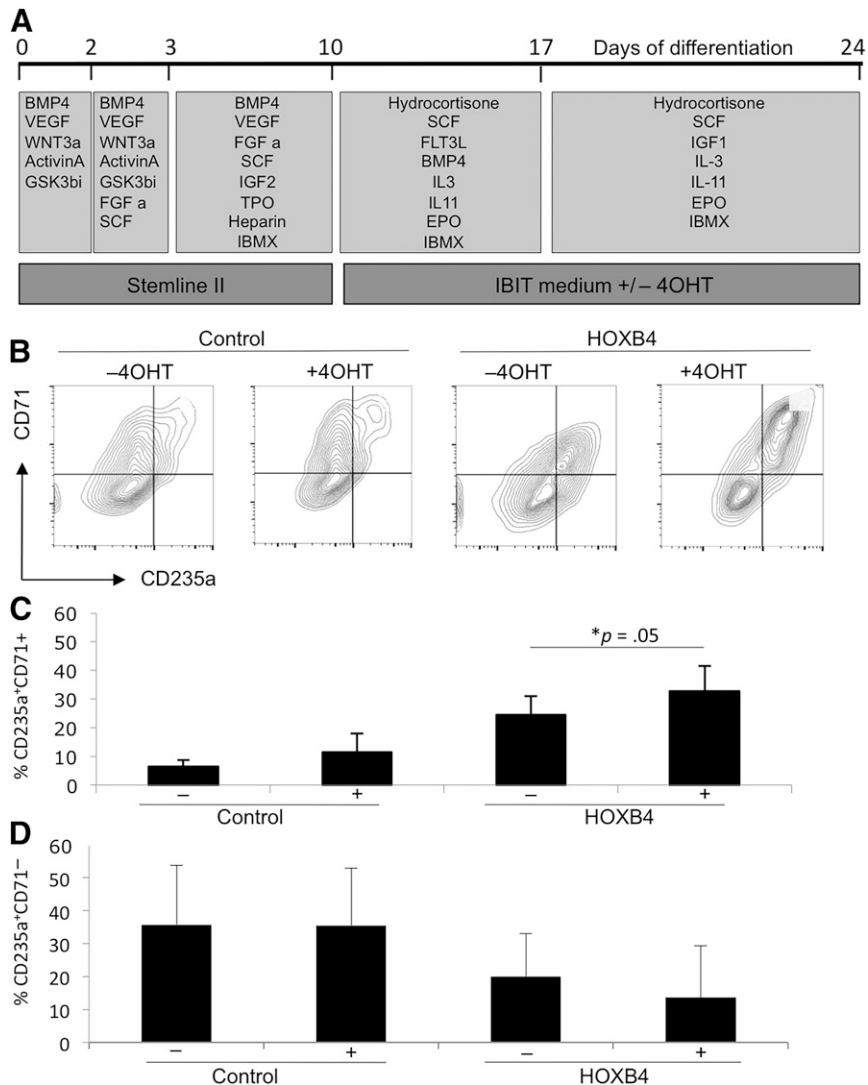 A
0 2 3 10 17 Days of differentiation 24
BMP4
VEGF
WNT3a
ActivinA
GSK3bi
BMP4
VEGF
WNT3a
ActivinA
GSK3bi
FGF a
SCF
BMP4
VEGF
FGF a
SCF
IGF2
TPO
Heparin
IBMX
Hydrocortisone
SCF
FLT3L
BMP4
IL3
IL11
EPO
IBMX
Hydrocortisone
SCF
IGF1
IL-3
IL-11
EPO
IBMX
Stemline II
IBIT medium +/– 4OHT
B
Control
HOXB4
–4OHT
+4OHT
–4OHT
+4OHT
CD71
CD235a
C
% CD235a+CD71+
60
50
40
30
20
10
0
*p = .05
– + – +
Control
HOXB4
D
% CD235a+CD71–
60
50
40
30
20
10
0
– + – +
Control
HOXB4